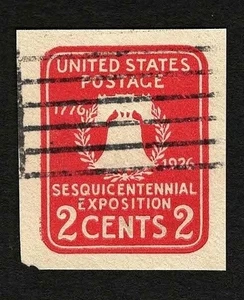 UNITED STATES
POSTAGE
1776
1926
SESQUICENTENNIAL
EXPOSITION
2 CENTS 2